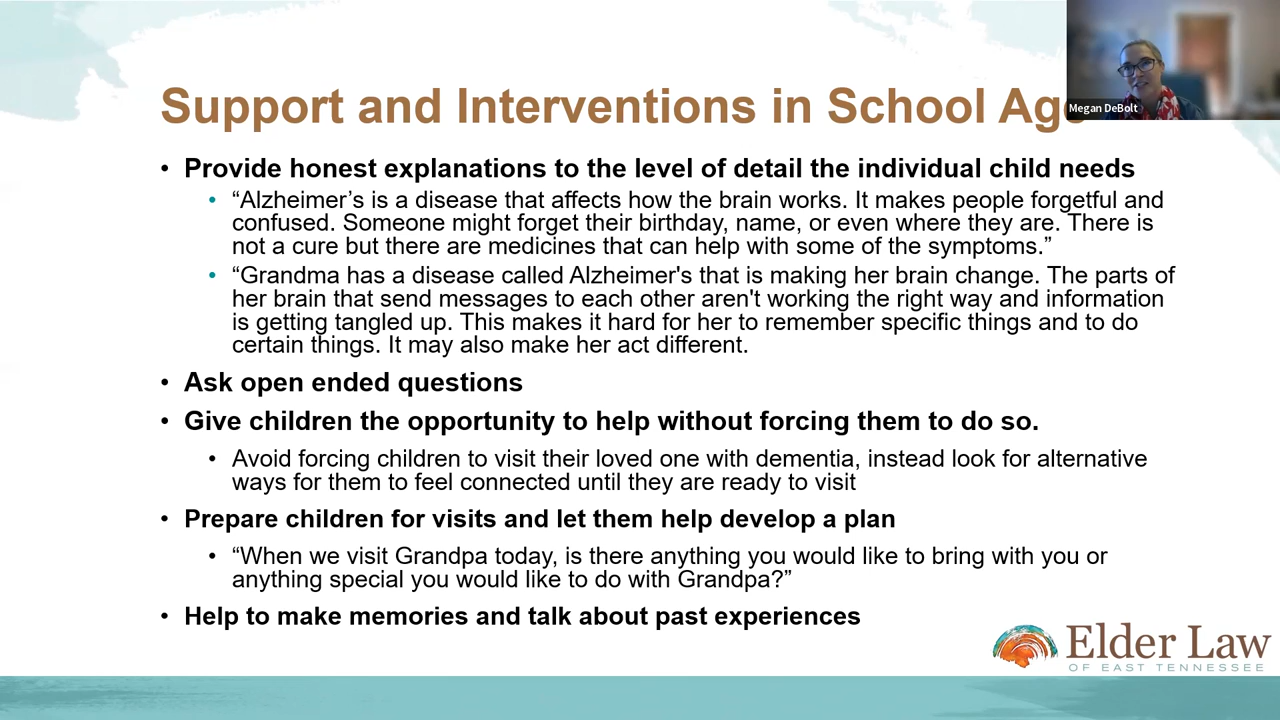 Support and Interventions in School Age
Megan DeBolt
• Provide honest explanations to the level of detail the individual child needs
• “Alzheimer’s is a disease that affects how the brain works. It makes people forgetful and
confused. Someone might forget their birthday, name, or even where they are. There is
not a cure but there are medicines that can help with some of the symptoms.”
• “Grandma has a disease called Alzheimer's that is making her brain change. The parts of
her brain that send messages to each other aren't working the right way and information
is getting tangled up. This makes it hard for her to remember specific things and to do
certain things. It may also make her act different.
• Ask open ended questions
• Give children the opportunity to help without forcing them to do so.
• Avoid forcing children to visit their loved one with dementia, instead look for alternative
ways for them to feel connected until they are ready to visit
• Prepare children for visits and let them help develop a plan
• “When we visit Grandpa today, is there anything you would like to bring with you or
anything special you would like to do with Grandpa?”
• Help to make memories and talk about past experiences
Elder Law
OF EAST TENNESSEE